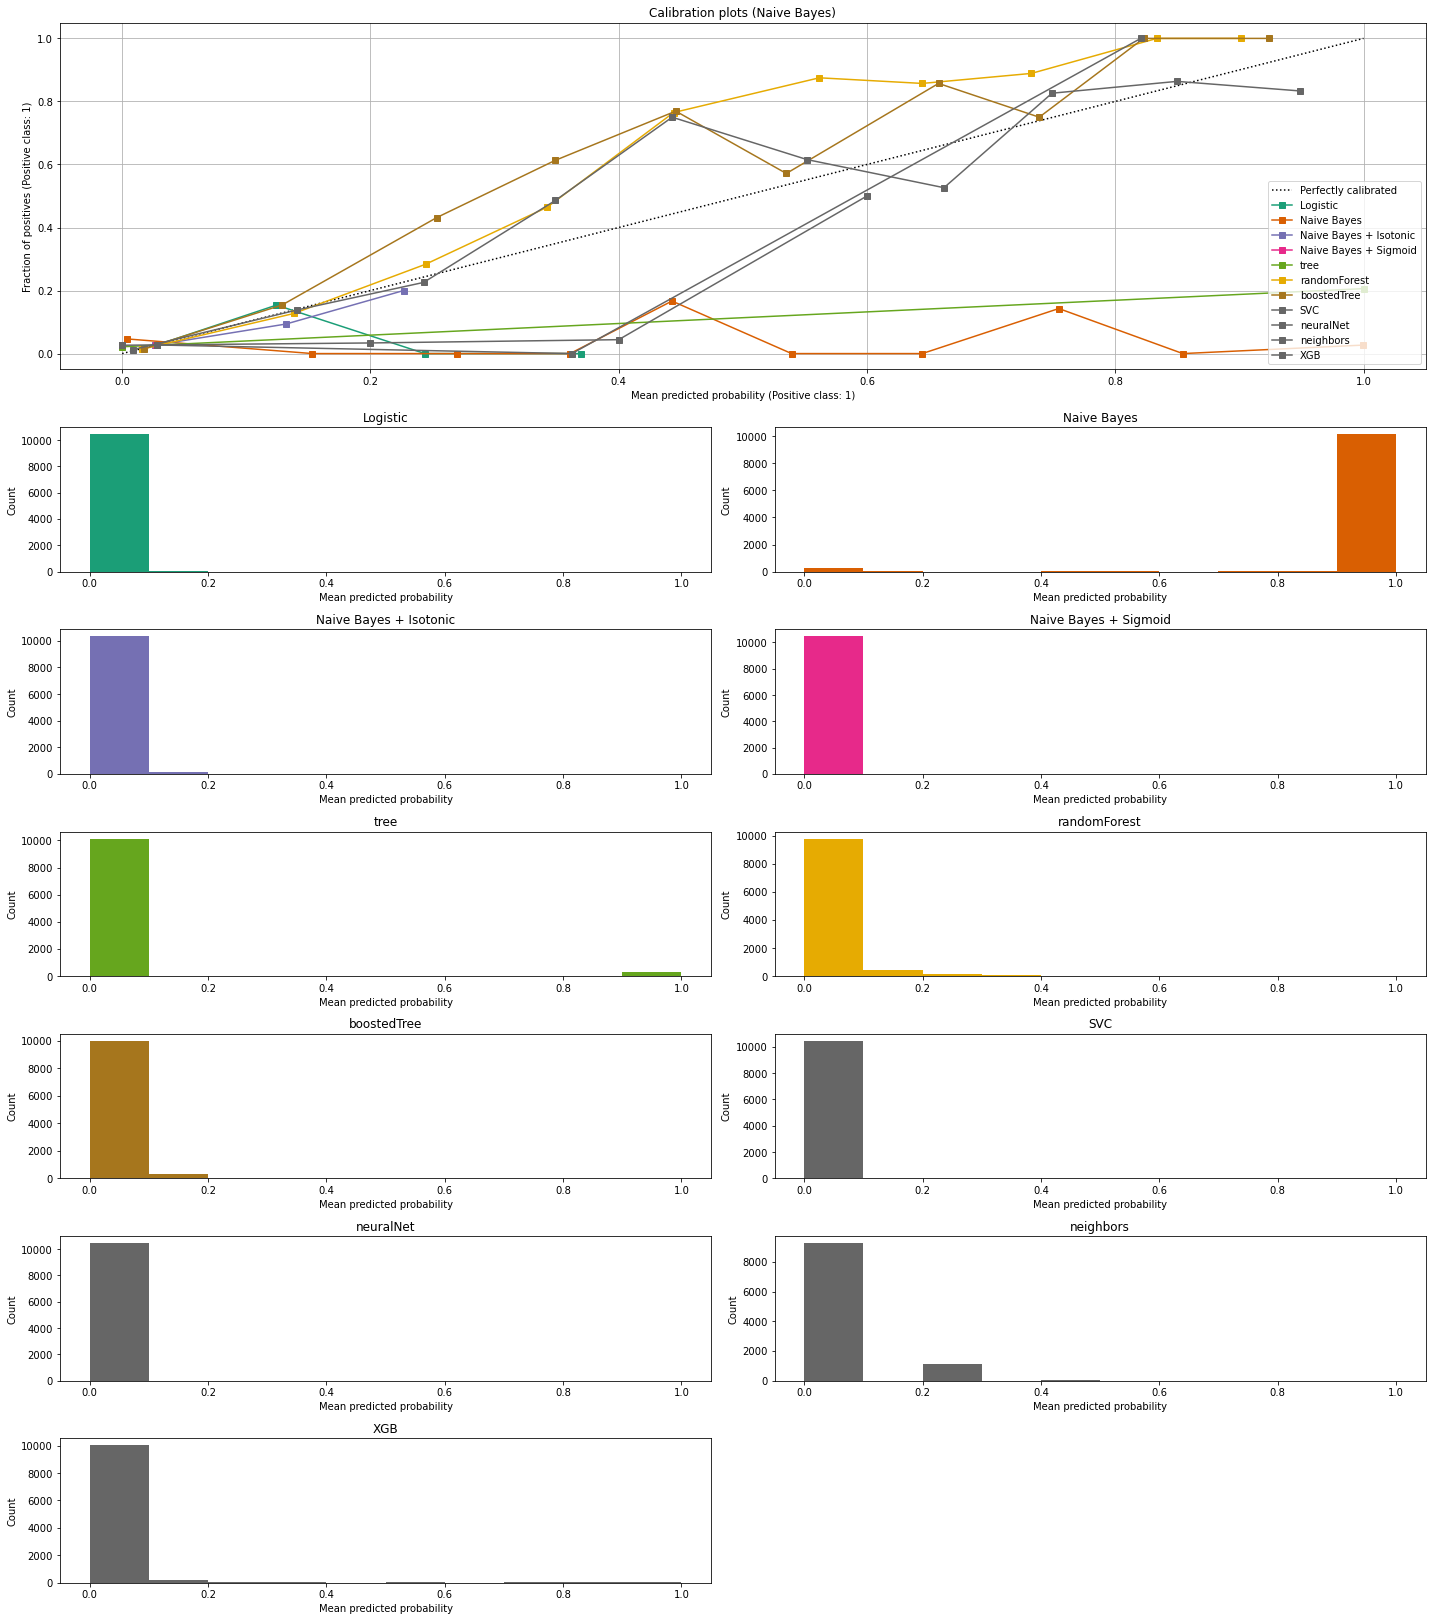 Calibration plots (Naive Bayes)
Fraction of positives (Positive class: 1)
1.0
0.8
0.6
0.4
0.2
0.0
Perfectly calibrated
Logistic
Naive Bayes
Naive Bayes + Isotonic
Naive Bayes + Sigmoid
tree
randomForest
boostedTree
SVC
neuralNet
neighbors
XGB
0.0 0.2 0.4 0.6 0.8 1.0
Mean predicted probability (Positive class: 1)
Logistic
Count
10000
8000
6000
4000
2000
0
0.0 0.2 0.4 0.6 0.8 1.0
Mean predicted probability
Naive Bayes
Count
10000
8000
6000
4000
2000
0
0.0 0.2 0.4 0.6 0.8 1.0
Mean predicted probability
Naive Bayes + Isotonic
Count
10000
8000
6000
4000
2000
0
0.0 0.2 0.4 0.6 0.8 1.0
Mean predicted probability
Naive Bayes + Sigmoid
Count
10000
8000
6000
4000
2000
0
0.0 0.2 0.4 0.6 0.8 1.0
Mean predicted probability
tree
Count
10000
8000
6000
4000
2000
0
0.0 0.2 0.4 0.6 0.8 1.0
Mean predicted probability
randomForest
Count
10000
8000
6000
4000
2000
0
0.0 0.2 0.4 0.6 0.8 1.0
Mean predicted probability
boostedTree
Count
10000
8000
6000
4000
2000
0
0.0 0.2 0.4 0.6 0.8 1.0
Mean predicted probability
SVC
Count
10000
8000
6000
4000
2000
0
0.0 0.2 0.4 0.6 0.8 1.0
Mean predicted probability
neuralNet
Count
10000
8000
6000
4000
2000
0
0.0 0.2 0.4 0.6 0.8 1.0
Mean predicted probability
neighbors
Count
8000
6000
4000
2000
0
0.0 0.2 0.4 0.6 0.8 1.0
Mean predicted probability
XGB
Count
10000
8000
6000
4000
2000
0
0.0 0.2 0.4 0.6 0.8 1.0
Mean predicted probability